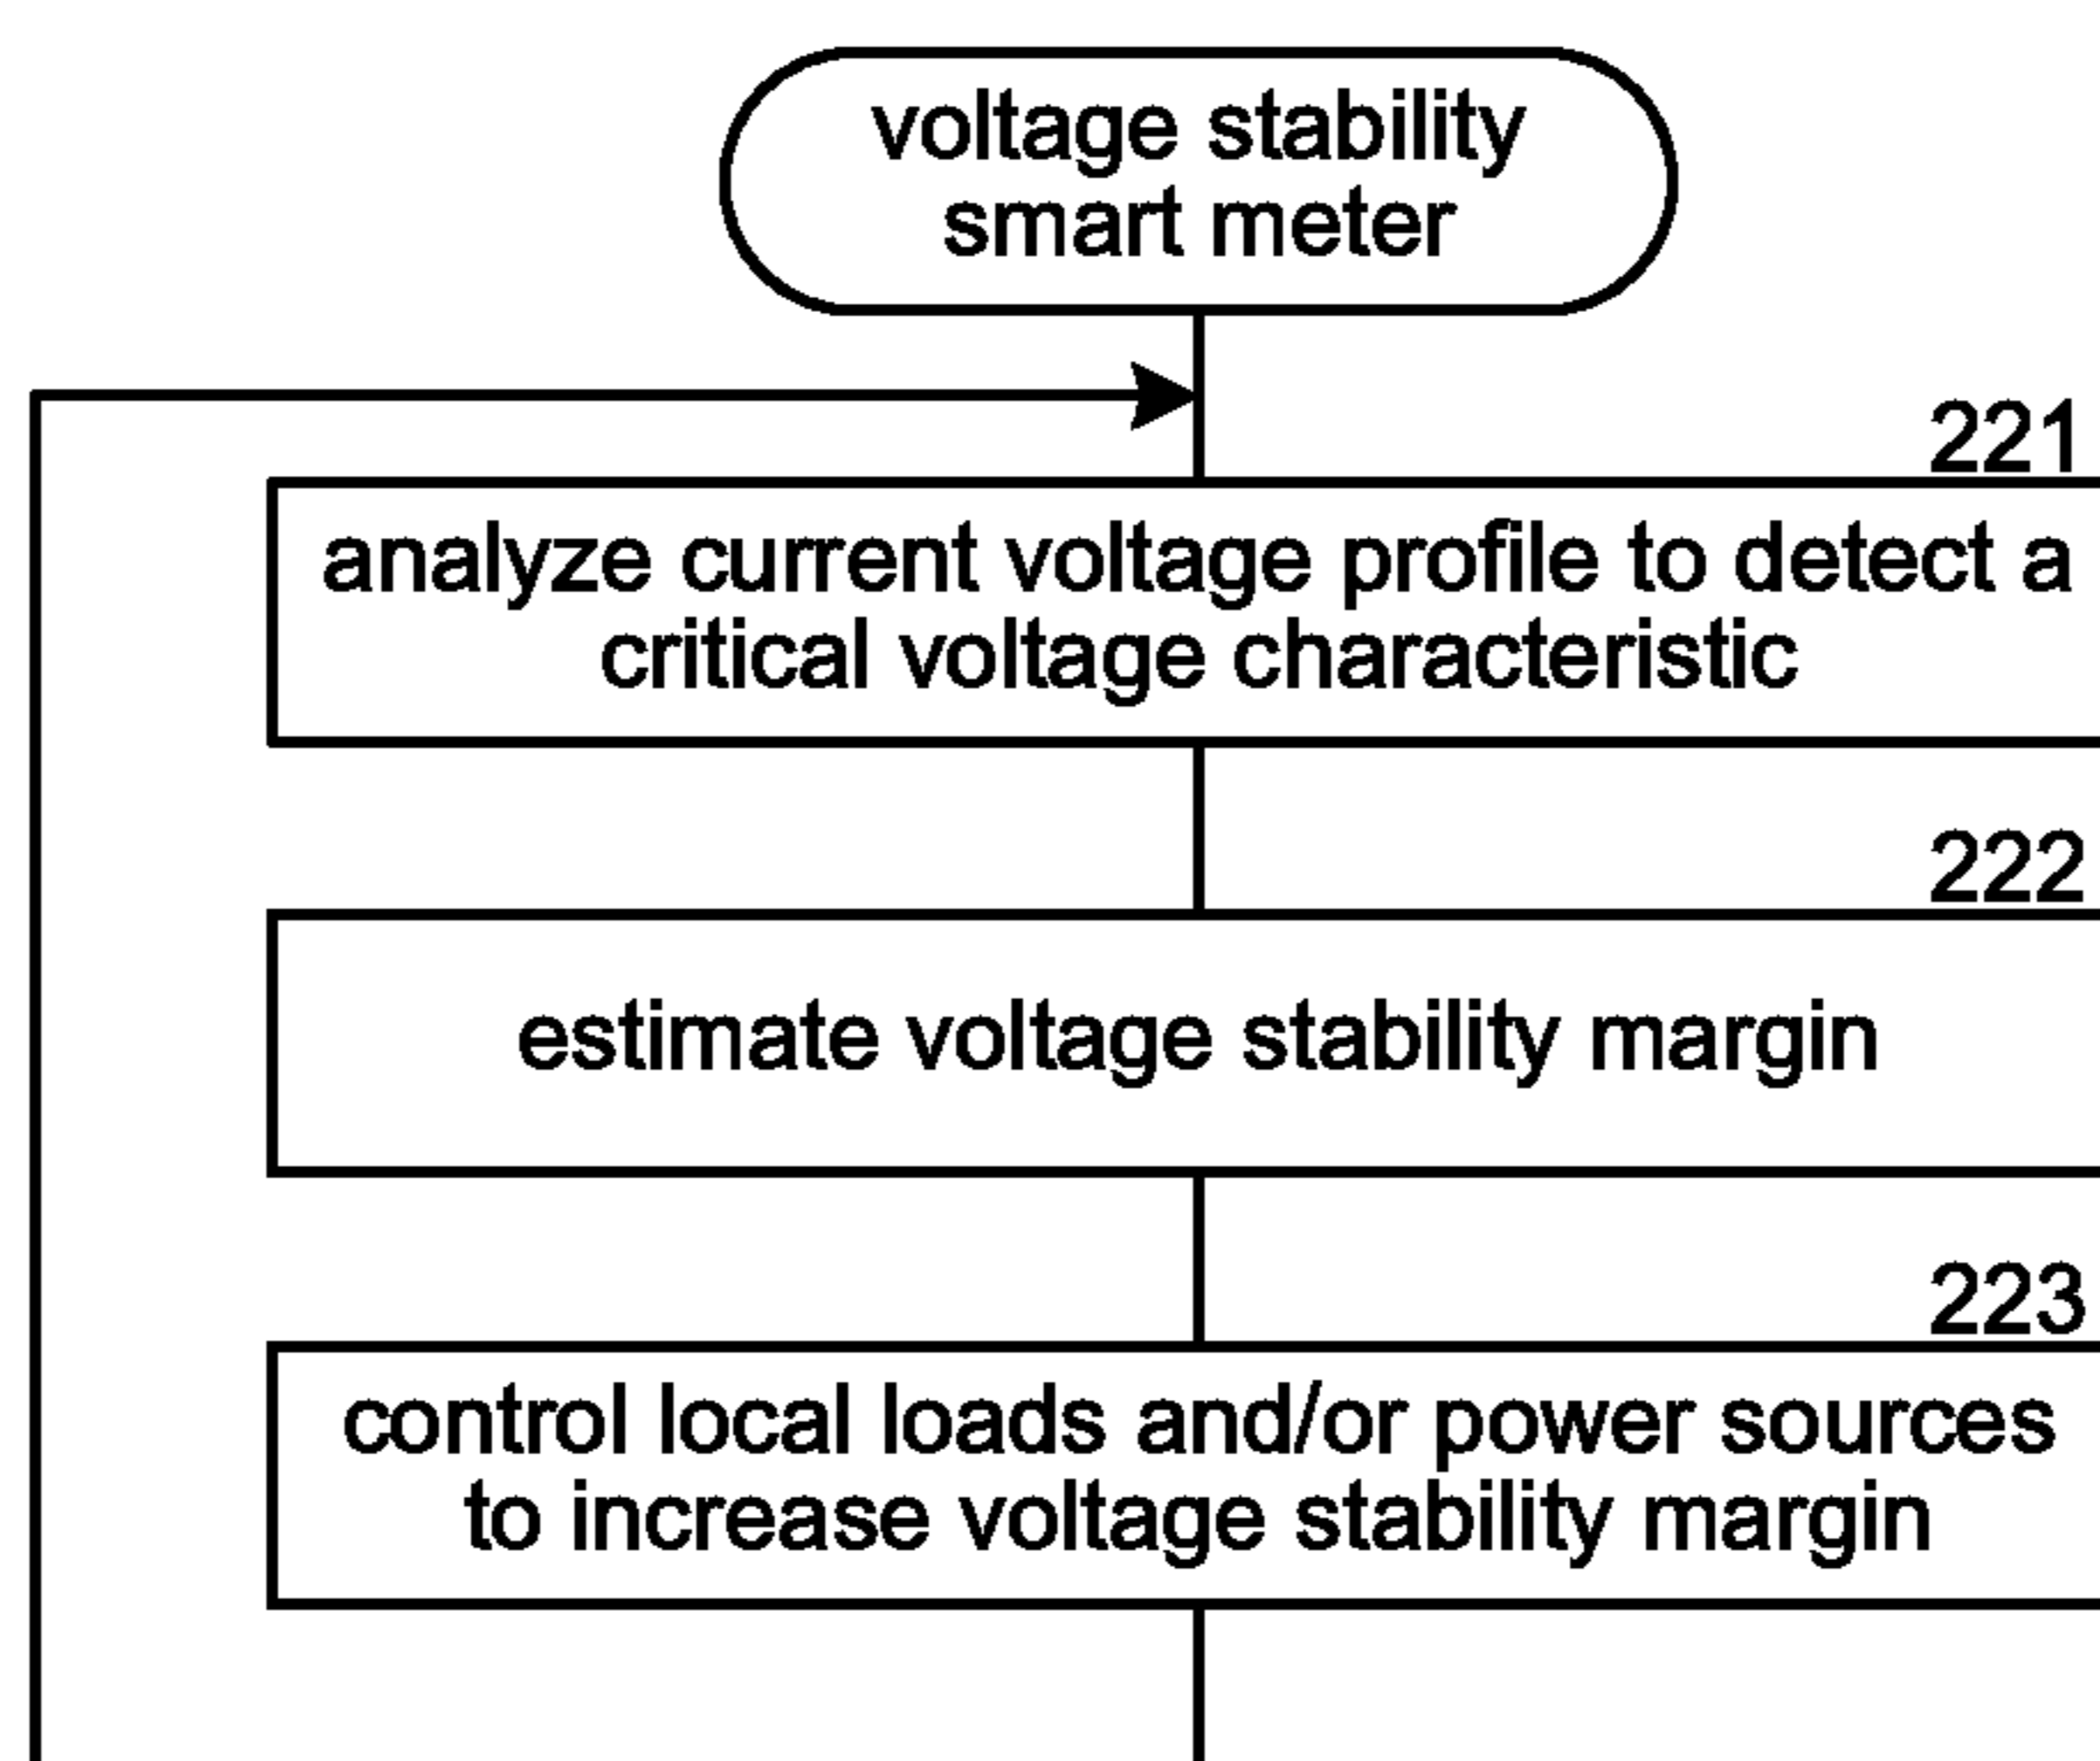 voltage stability
smart meter
221
analyze current voltage profile to detect a
critical voltage characteristic
222
estimate voltage stability margin
223
control local loads and/or power sources
to increase voltage stability margin